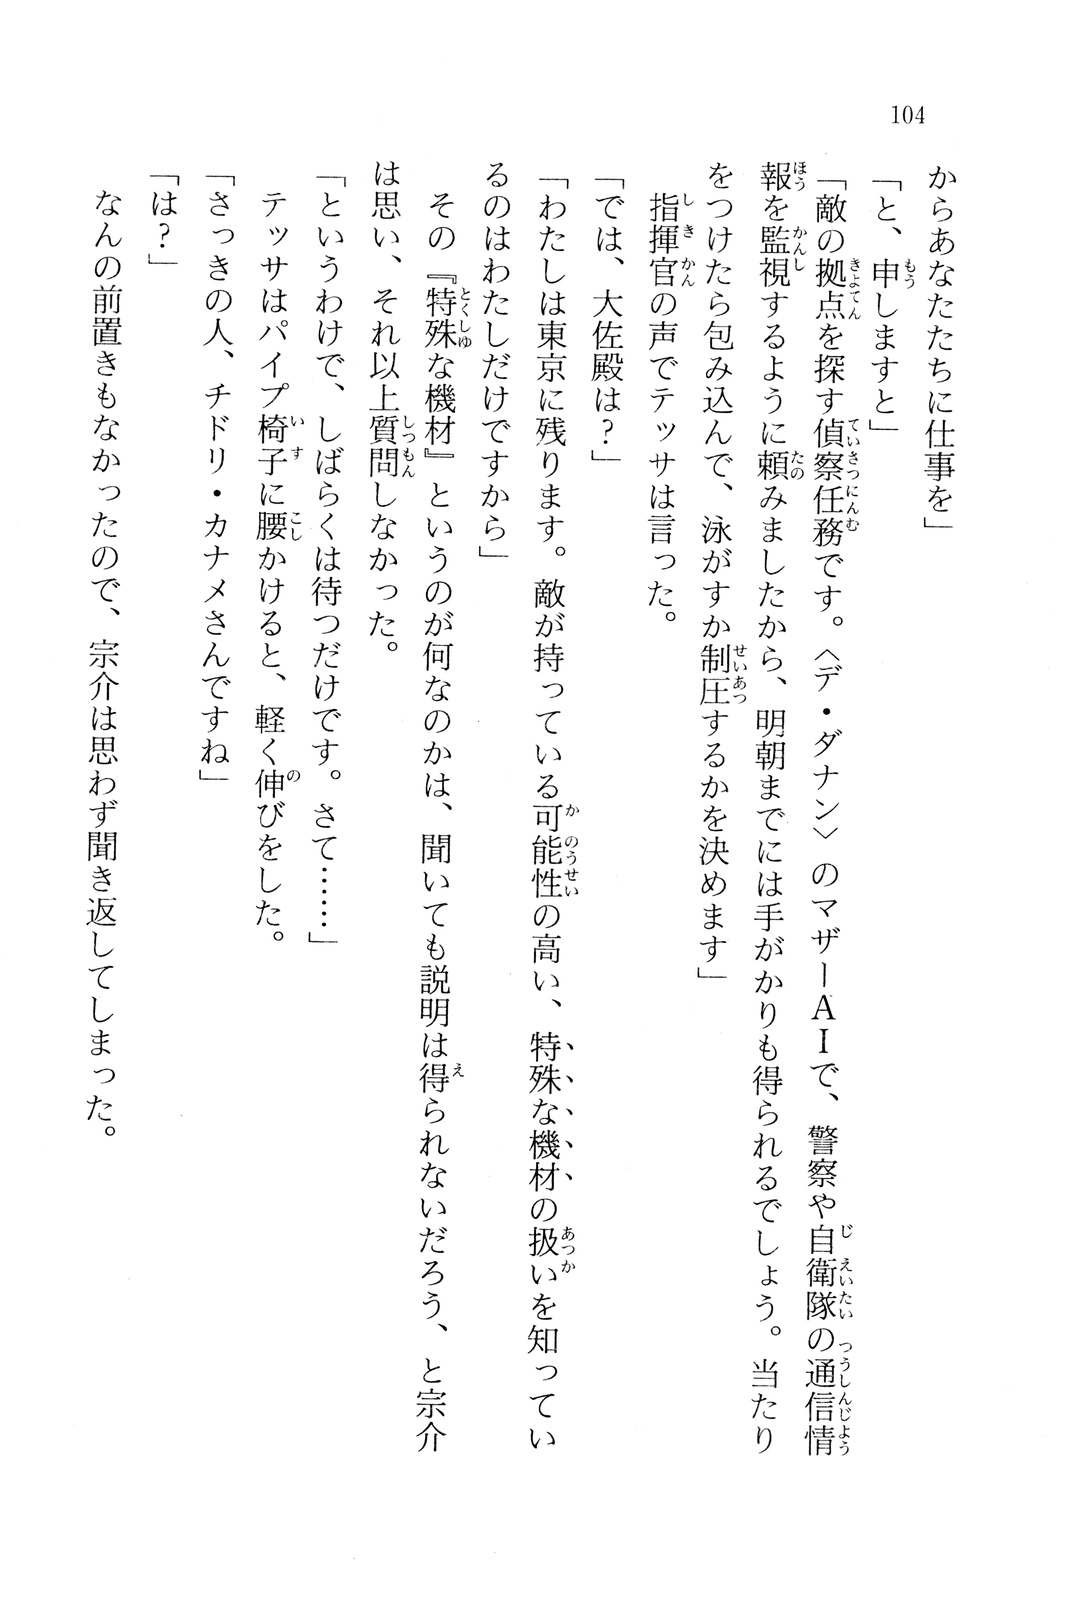 104
からあなたたちに仕事を」
「と、申しますと」
「敵の拠点を探す偵察任務です。〈デ・ダナン〉のマザーＡＩで、警察や自衛隊の通信情
報を監視するように頼みましたから、明朝までには手がかりも得られるでしょう。当たり
をつけたら包み込んで、泳がすか制圧するかを決めます」
指揮官の声でテッサは言った。
「では、大佐殿は？」
「わたしは東京に残ります。敵が持っている可能性の高い、特殊な機材の扱いを知ってい
るのはわたしだけですから」
その『特殊な機材』というのが何なのかは、聞いても説明は得られないだろう、と宗介
は思い、それ以上質問しなかった。
「というわけで、しばらくは待つだけです。さて……」
テッサはパイプ椅子に腰かけると、軽く伸びをした。
「さっきの人、チドリ・カナメさんですね」
「は？」
なんの前置きもなかったので、宗介は思わず聞き返してしまった。